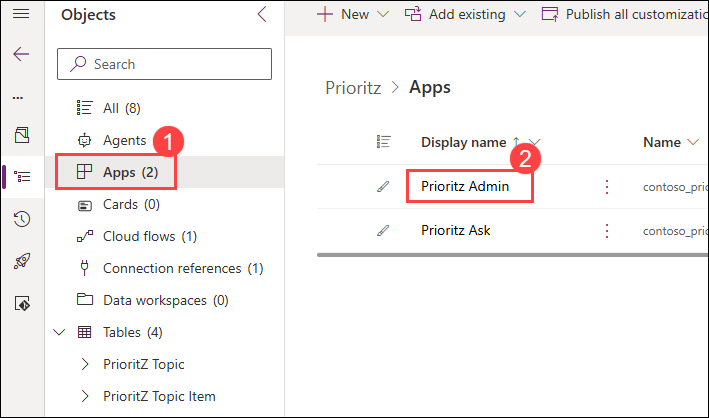 Objects
Search
All (8)
Agents
1
Apps (2)
Cards (0)
Cloud flows (1)
Connection references (1)
Data workspaces (0)
Tables (4)
PrioritZ Topic
PrioritZ Topic Item
New
Add existing
Publish all customizatio
Prioritz > Apps
Display name ↑
Name
2
Prioritz Admin
contoso_pric
Prioritz Ask
contoso_pric